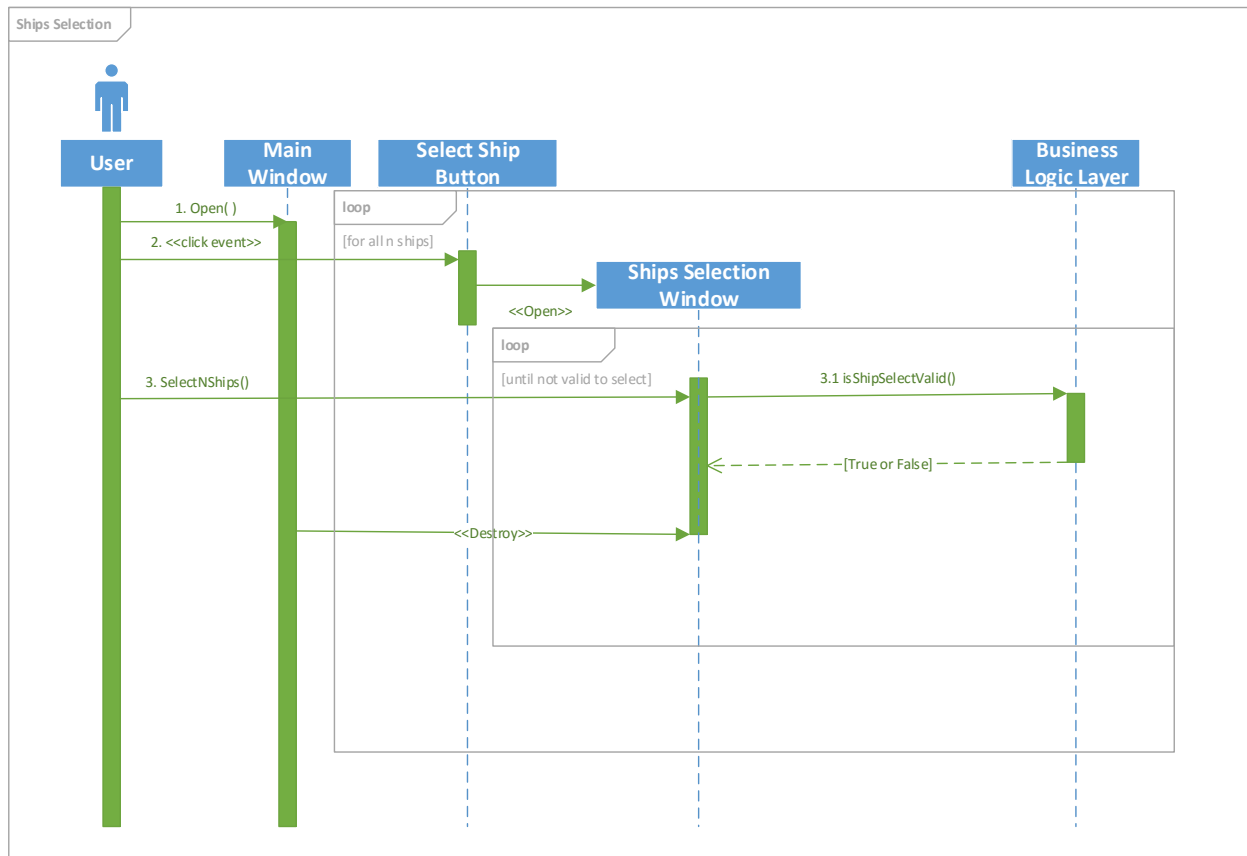 Ships Selection
User
Main
Window
Select Ship
Button
Business
Logic Layer
loop
1. Open( )
2. <<click event>>
[for all n ships]
Ships Selection
Window
<<Open>>
loop
[until not valid to select]
3. SelectNShips()
3.1 isShipSelectValid()
[True or False]
<<Destroy>>